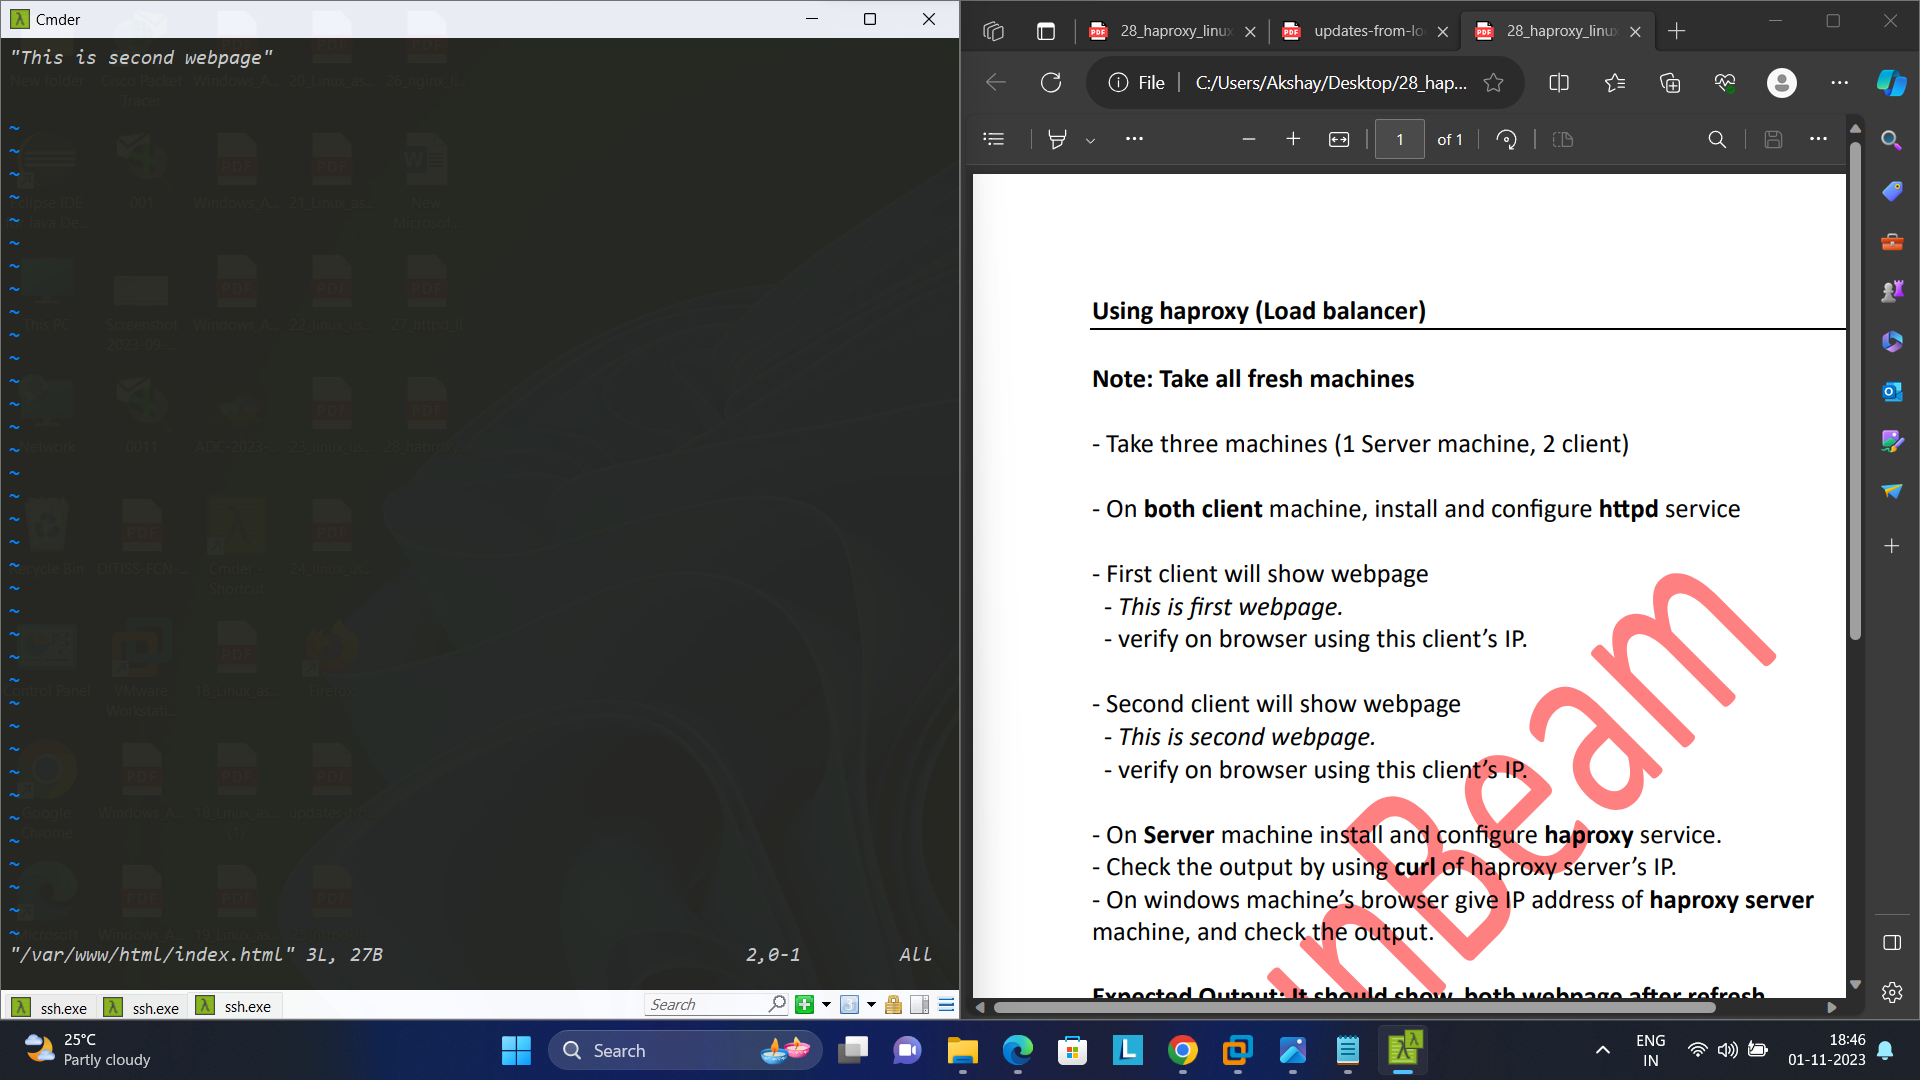 Cmder
"This is second webpage"
~
"/var/www/html/index.html" 3L, 27B 2,0-1 All
ssh.exe ssh.exe ssh.exe Search
28_haproxy_linux updates-from-lo 28_haproxy_linux
File C:/Users/Akshay/Desktop/28_hap...
1 of 1
Using haproxy (Load balancer)
Note: Take all fresh machines
- Take three machines (1 Server machine, 2 client)
- On both client machine, install and configure httpd service
- First client will show webpage
- This is first webpage.
- verify on browser using this client's IP.
- Second client will show webpage
- This is second webpage.
- verify on browser using this client's IP.
- On Server machine install and configure haproxy service.
- Check the output by using curl of haproxy server's IP.
- On windows machine's browser give IP address of haproxy server
machine, and check the output.
Expected Output: It should show both webpage after refresh
nBeam
25°C
Partly cloudy
Search
ENG
IN
18:46
01-11-2023